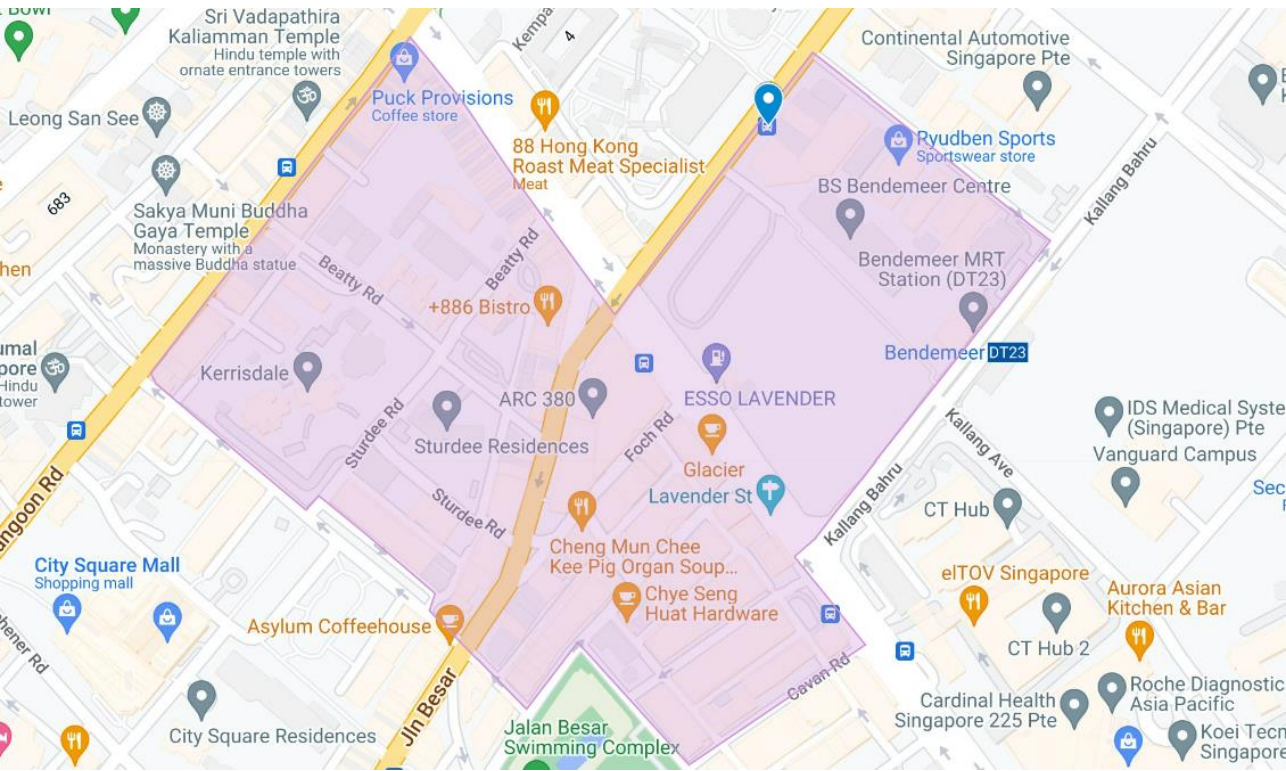 Bowl
Sri Vadapathira
Kaliamman Temple
Hindu temple with
ornate entrance towers
Kempa
4
Continental Automotive
Singapore Pte
Puck Provisions
Coffee store
Leong San See
88 Hong Kong
Roast Meat Specialist
Meat
Ryudben Sports
Sportswear store
BS Bendemeer Centre
Kallang Bahru
683
Sakya Muni Buddha
Gaya Temple
Monastery with a
massive Buddha statue
Beatty Rd
Beatty Rd
Bendemeer MRT
Station (DT23)
hen
+886 Bistro
Bendemeer DT23
umal
pore
Hindu
tower
Kerrisdale
ARC 380
ESSO LAVENDER
Sturdee Rd
Sturdee Residences
Foch Rd
Glacier
Lavender St
Kallang Ave
IDS Medical Syste
(Singapore) Pte
Vanguard Campus
Sec
Kallang Bahru
CT Hub
Sturdee Rd
ngoon Rd
City Square Mall
Shopping mall
Cheng Mun Chee
Kee Pig Organ Soup...
Chye Seng
Huat Hardware
elTOV Singapore
Aurora Asian
Kitchen & Bar
Asylum Coffeehouse
CT Hub 2
hener Rd
Cavan Rd
Jln Besar
City Square Residences
Jalan Besar
Swimming Complex
Cardinal Health
Singapore 225 Pte
Roche Diagnostic
Asia Pacific
Koei Tecn
Singapore